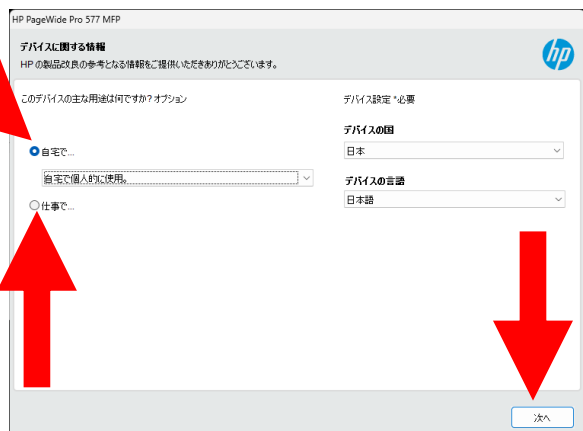 HP PageWide Pro 577 MFP
デバイスに関する情報
HP の製品改良の参考となる情報をご提供いただきありがとうございます。
hp
このデバイスの主な用途は何ですか? オプション
自宅で...
自宅で個人的に使用。
仕事で...
デバイス設定 *必要
デバイスの国
日本
デバイスの言語
日本語
次へ